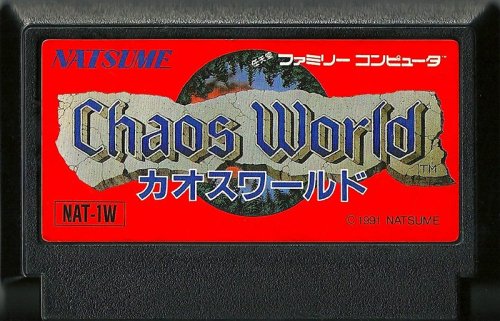 NATSUME
任天堂 ファミリーコンピュータ
Chaos World
TM
カオスワールド
NAT-1W
© 1991 NATSUME